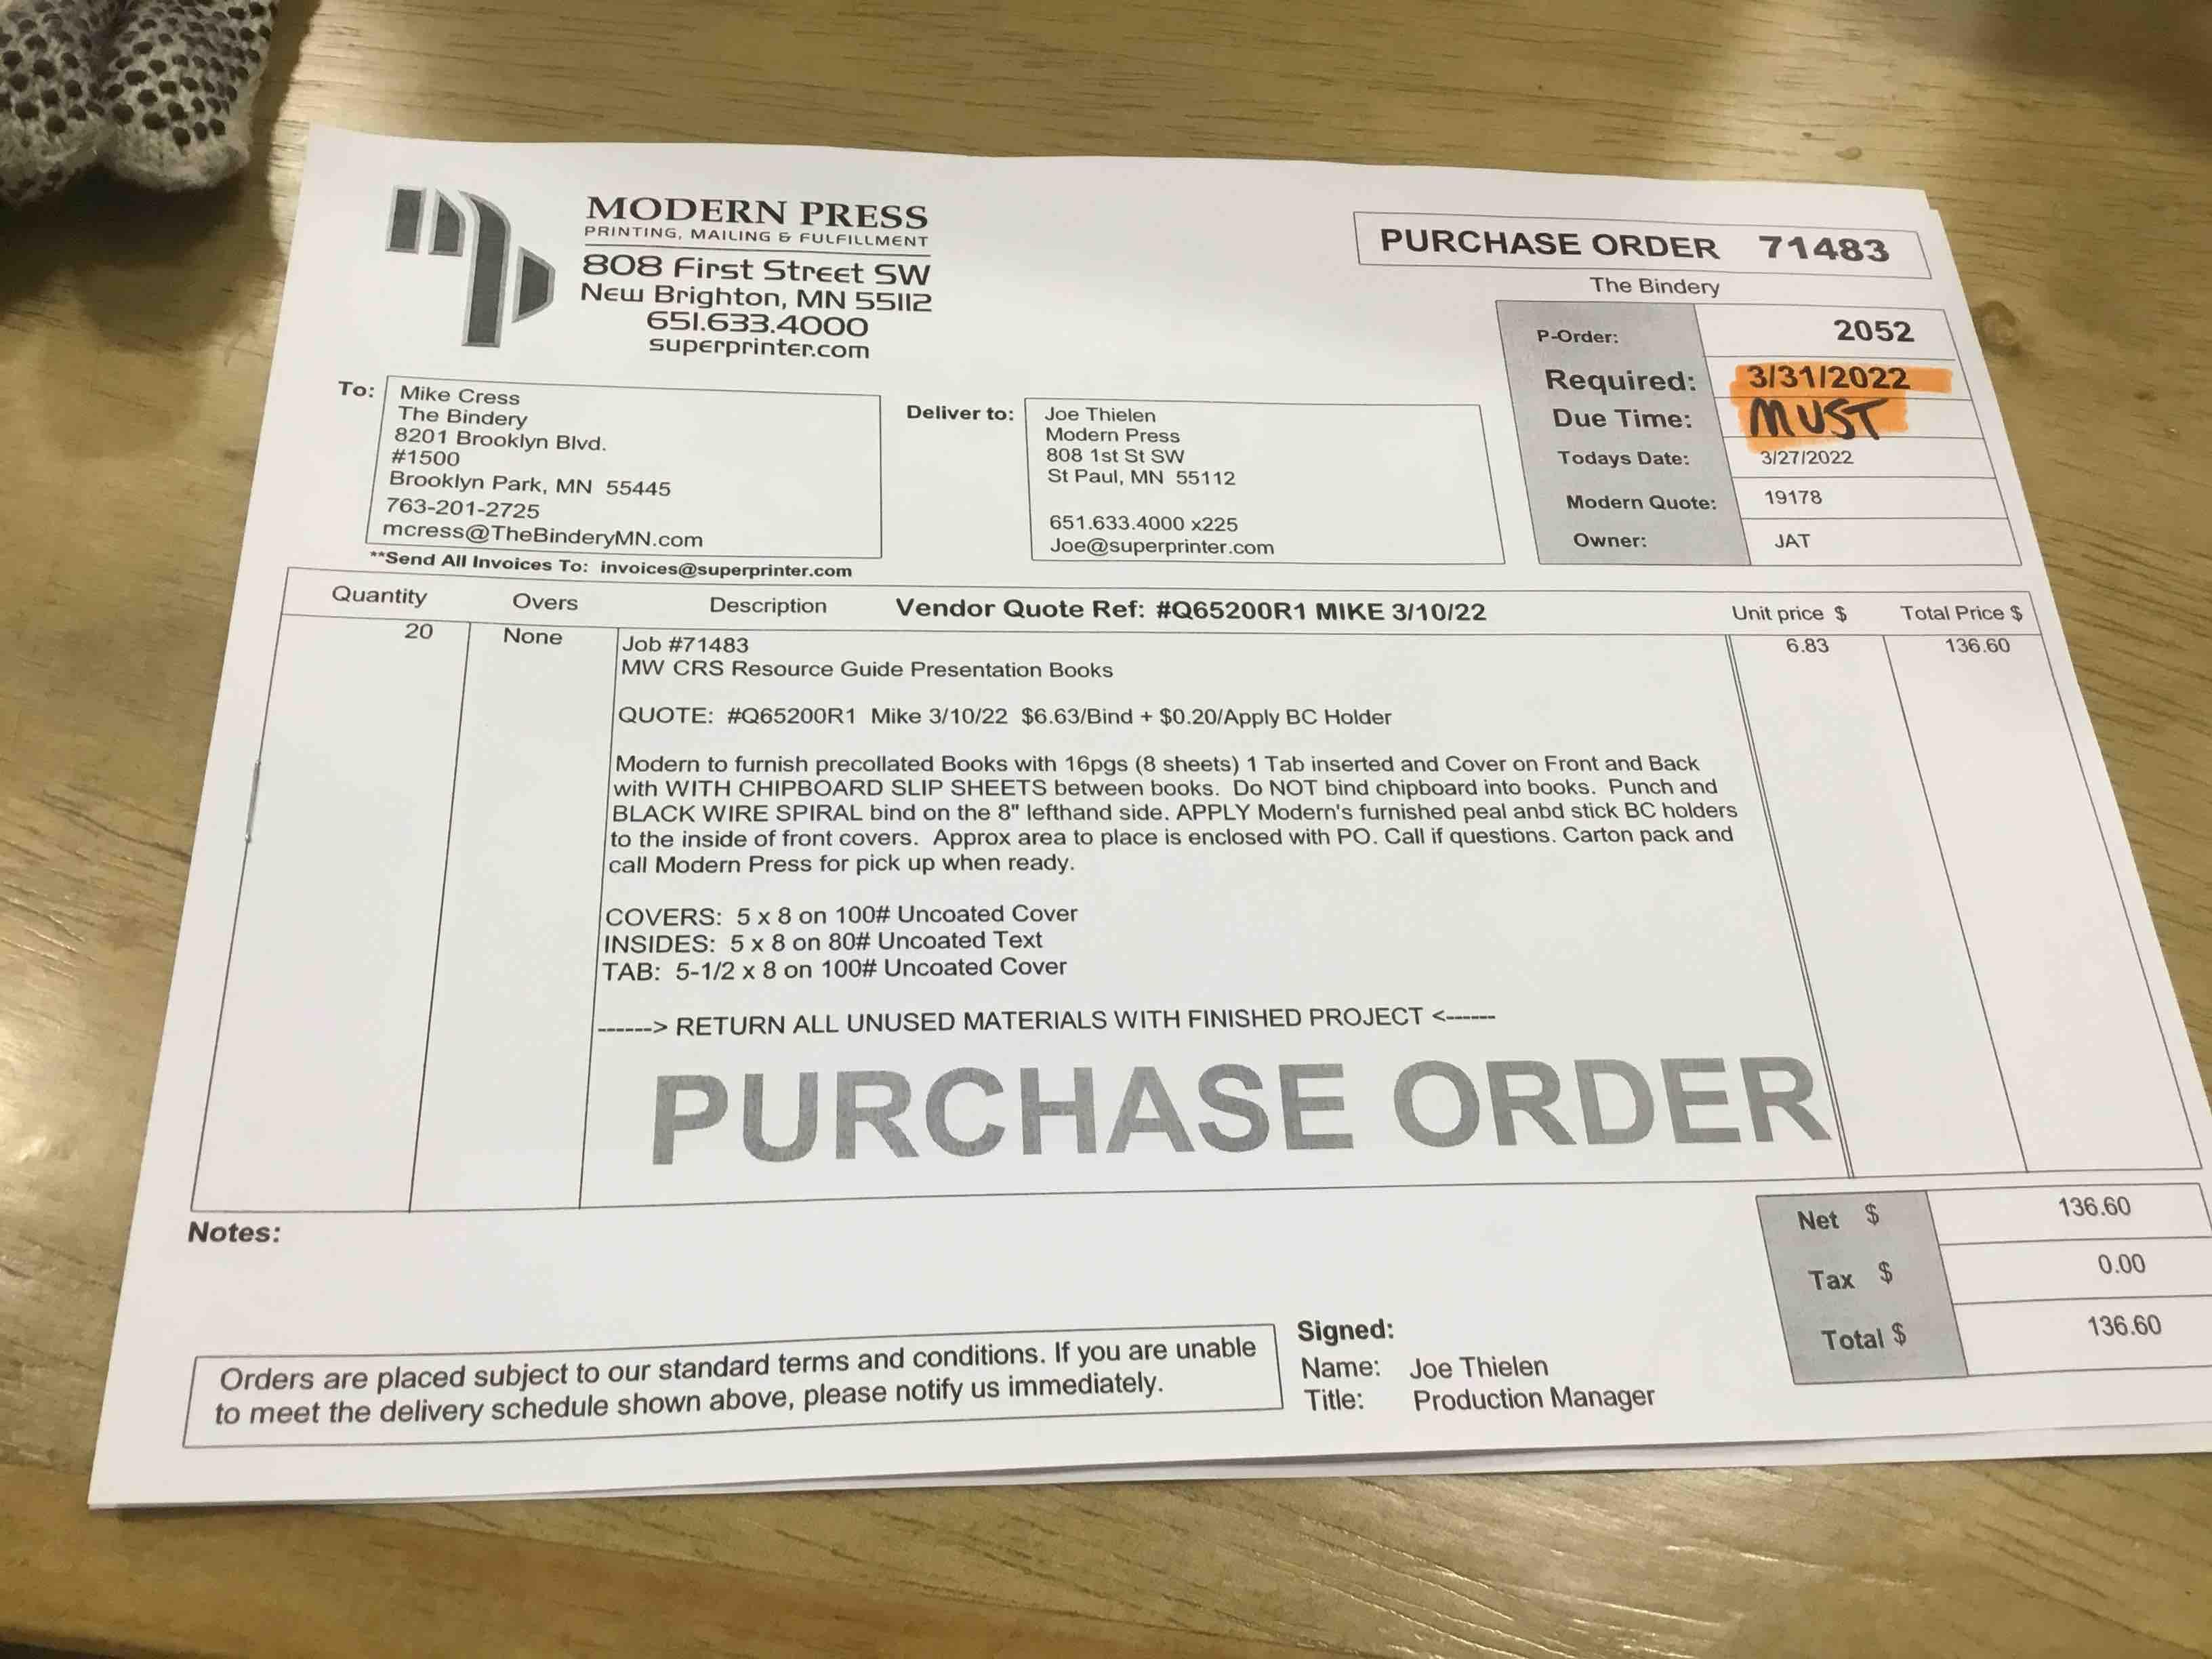 MODERN PRESS
PRINTING, MAILING & FULFILLMENT
808 First Street SW
New Brighton, MN 55112
651.633.4000
superprinter.com
PURCHASE ORDER 71483
The Bindery
P-Order: 2052
Required: 3/31/2022
Due Time: MUST
Todays Date: 3/27/2022
Modern Quote: 19178
Owner: JAT
To: Mike Cress
The Bindery
8201 Brooklyn Blvd.
#1500
Brooklyn Park, MN 55445
763-201-2725
mcress@TheBinderyMN.com
**Send All Invoices To: invoices@superprinter.com
Deliver to: Joe Thielen
Modern Press
808 1st St SW
St Paul, MN 55112
651.633.4000 x225
Joe@superprinter.com
Quantity Overs Description Vendor Quote Ref: #Q65200R1 MIKE 3/10/22 Unit price $ Total Price $
20 None Job #71483 6.83 136.60
MW CRS Resource Guide Presentation Books
QUOTE: #Q65200R1 Mike 3/10/22 $6.63/Bind + $0.20/Apply BC Holder
Modern to furnish precollated Books with 16pgs (8 sheets) 1 Tab inserted and Cover on Front and Back
with WITH CHIPBOARD SLIP SHEETS between books. Do NOT bind chipboard into books. Punch and
BLACK WIRE SPIRAL bind on the 8" lefthand side. APPLY Modern's furnished peal anbd stick BC holders
to the inside of front covers. Approx area to place is enclosed with PO. Call if questions. Carton pack and
call Modern Press for pick up when ready.
COVERS: 5 x 8 on 100# Uncoated Cover
INSIDES: 5 x 8 on 80# Uncoated Text
TAB: 5-1/2 x 8 on 100# Uncoated Cover
------> RETURN ALL UNUSED MATERIALS WITH FINISHED PROJECT <------
PURCHASE ORDER
Notes:
Net $ 136.60
Tax $ 0.00
Total $ 136.60
Orders are placed subject to our standard terms and conditions. If you are unable
to meet the delivery schedule shown above, please notify us immediately.
Signed:
Name: Joe Thielen
Title: Production Manager